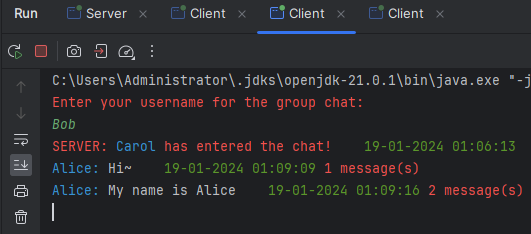 Run Server × Client × Client × Client ×
C:\Users\Administrator\.jdks\openjdk-21.0.1\bin\java.exe "-j
Enter your username for the group chat:
Bob
SERVER: Carol has entered the chat! 19-01-2024 01:06:13
Alice: Hi~ 19-01-2024 01:09:09 1 message(s)
Alice: My name is Alice 19-01-2024 01:09:16 2 message(s)